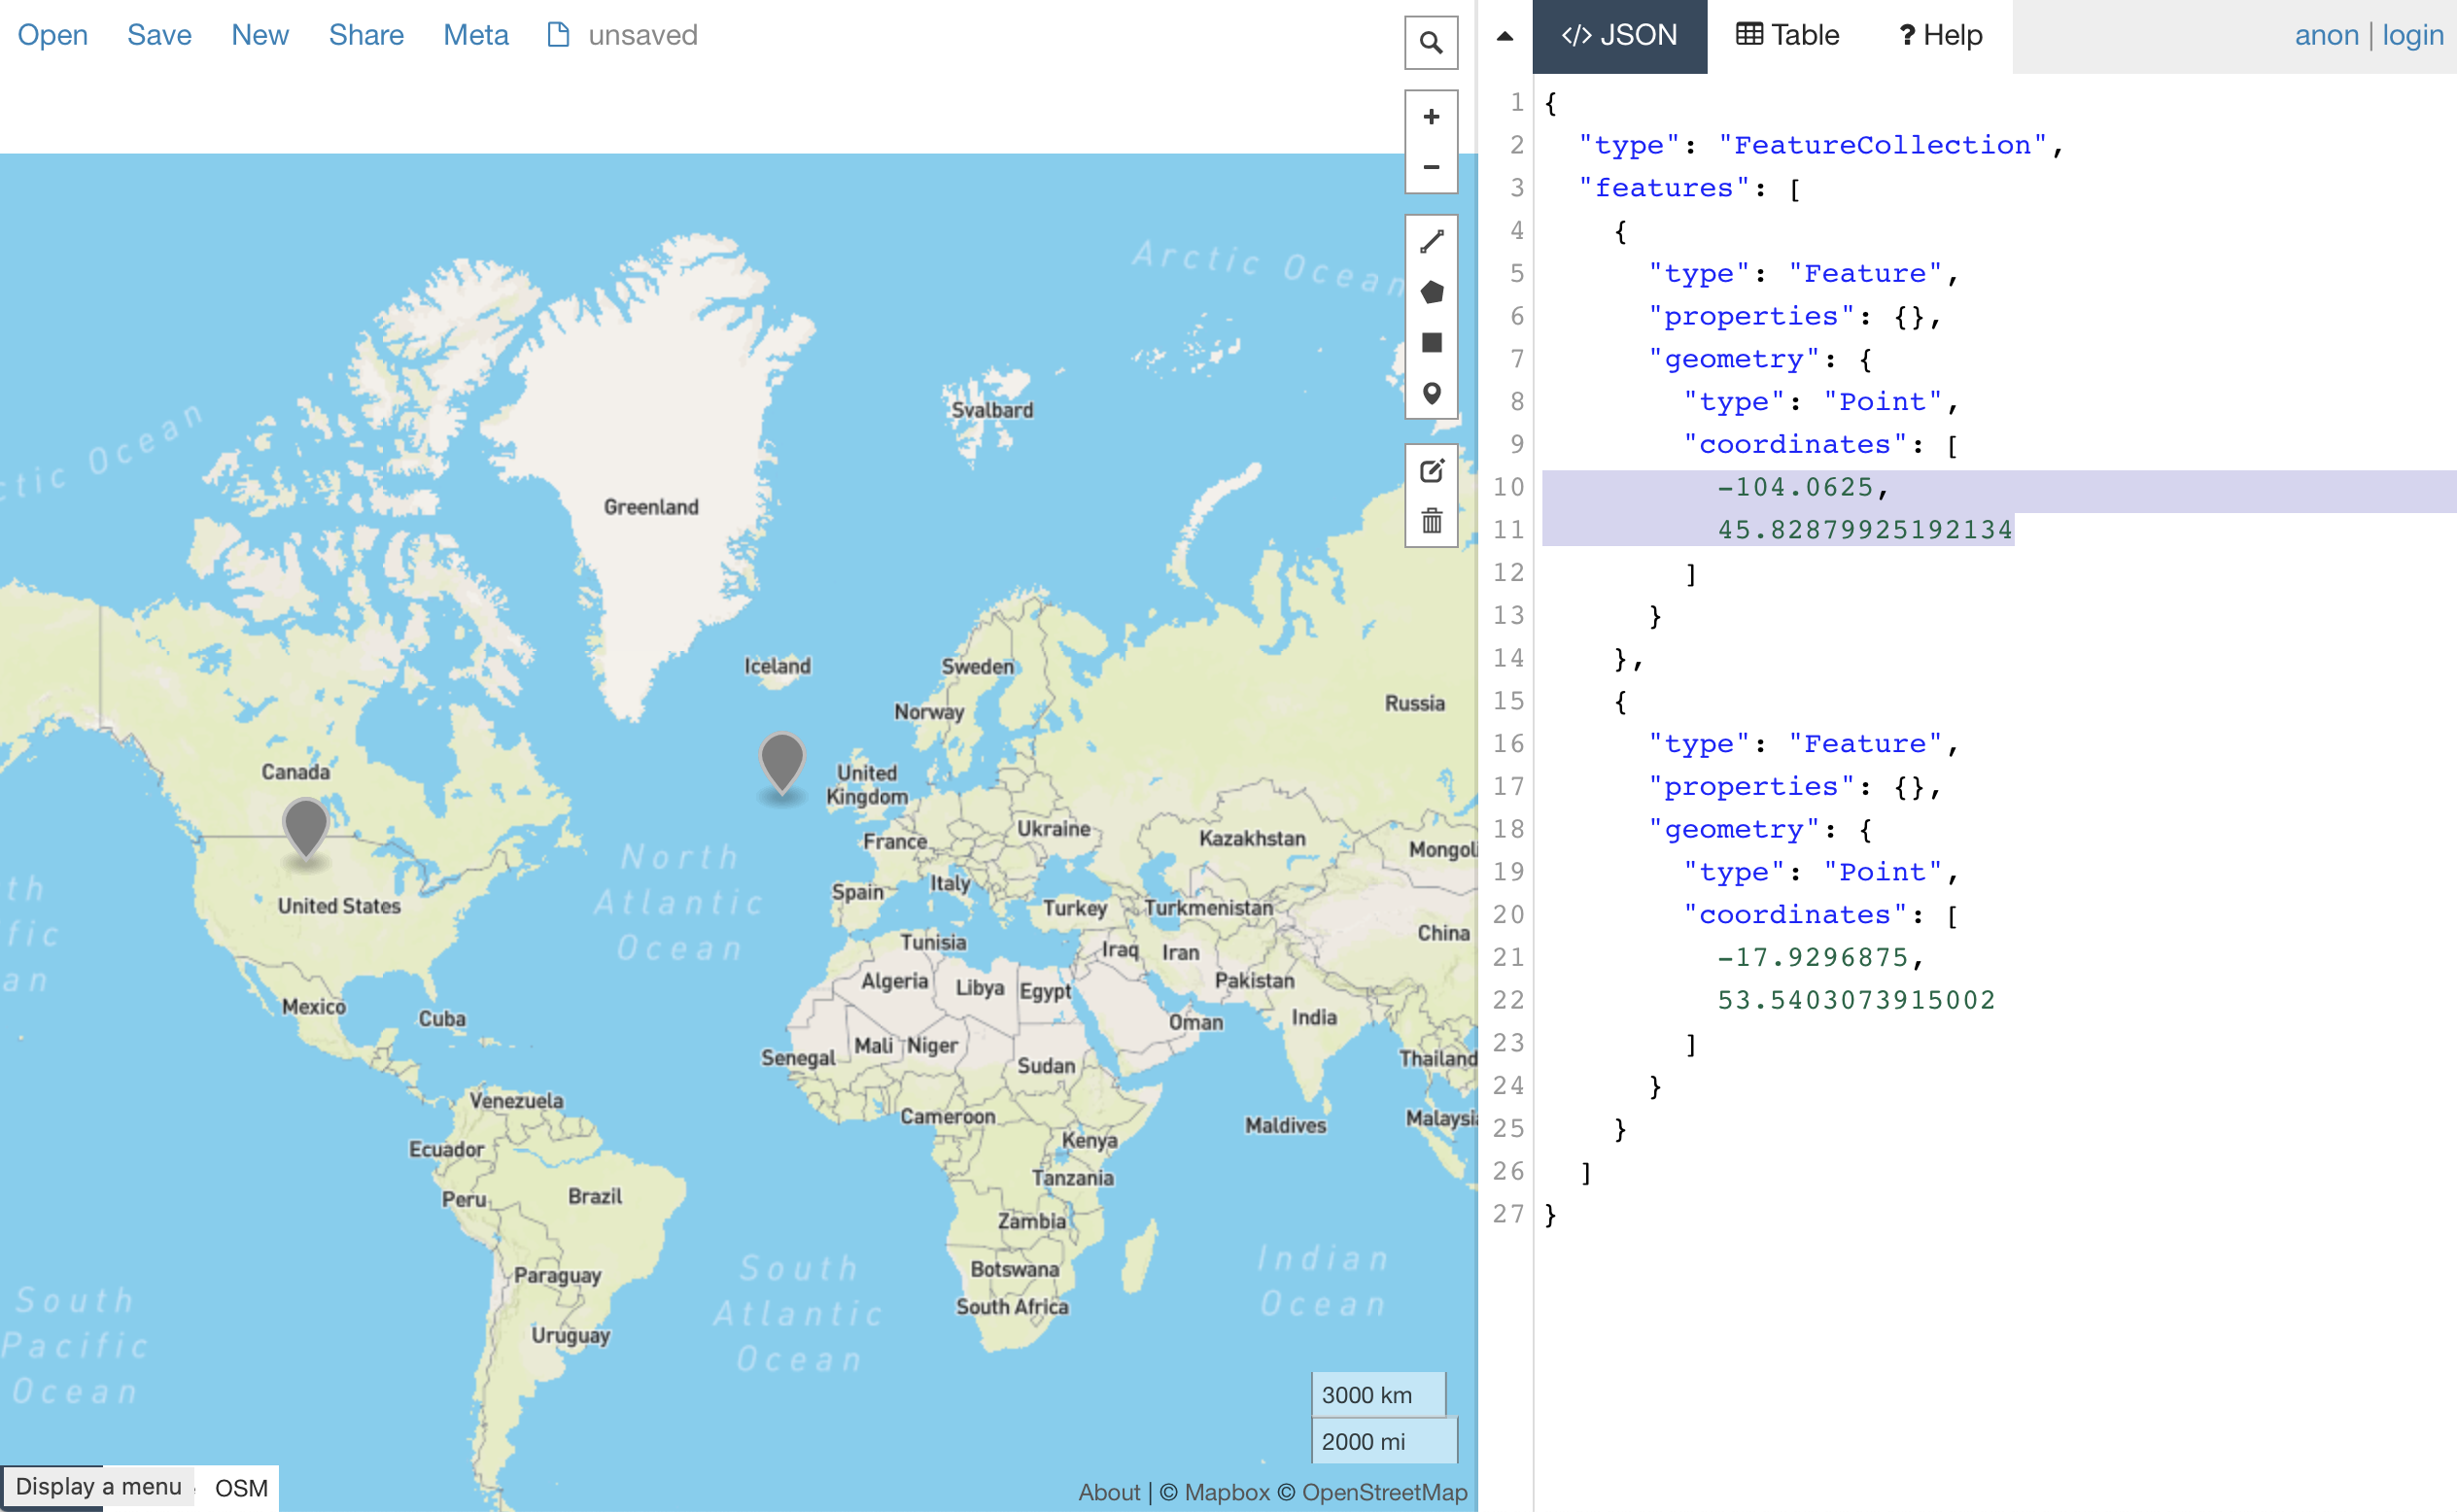 Open Save New Share Meta unsaved
</> JSON Table ? Help anon | login
Arctic Ocean
ctic Ocean
Svalbard
Greenland
Iceland
Sweden
Norway
Russia
Canada
United
Kingdom
Ukraine
France
Kazakhstan
Mongol
North
Atlantic
Ocean
Spain
Italy
United States
Turkey
Turkmenistan
th
fic
an
China
Tunisia
Iraq
Iran
Algeria
Libya
Egypt
Pakistan
Mexico
Cuba
Oman
India
Senegal
Mali
Niger
Sudan
Thailand
Venezuela
Cameroon
Maldives
Malaysi
Ecuador
Kenya
Tanzania
Peru
Brazil
Zambia
South
Atlantic
Ocean
Indian
Ocean
Paraguay
Botswana
South Africa
South
Pacific
Ocean
Uruguay
3000 km
2000 mi
Display a menu OSM
About | © Mapbox © OpenStreetMap
1 {
2 "type": "FeatureCollection",
3 "features": [
4 {
5 "type": "Feature",
6 "properties": {},
7 "geometry": {
8 "type": "Point",
9 "coordinates": [
10 -104.0625,
11 45.82879925192134
12 ]
13 }
14 },
15 {
16 "type": "Feature",
17 "properties": {},
18 "geometry": {
19 "type": "Point",
20 "coordinates": [
21 -17.9296875,
22 53.5403073915002
23 ]
24 }
25 }
26 ]
27 }